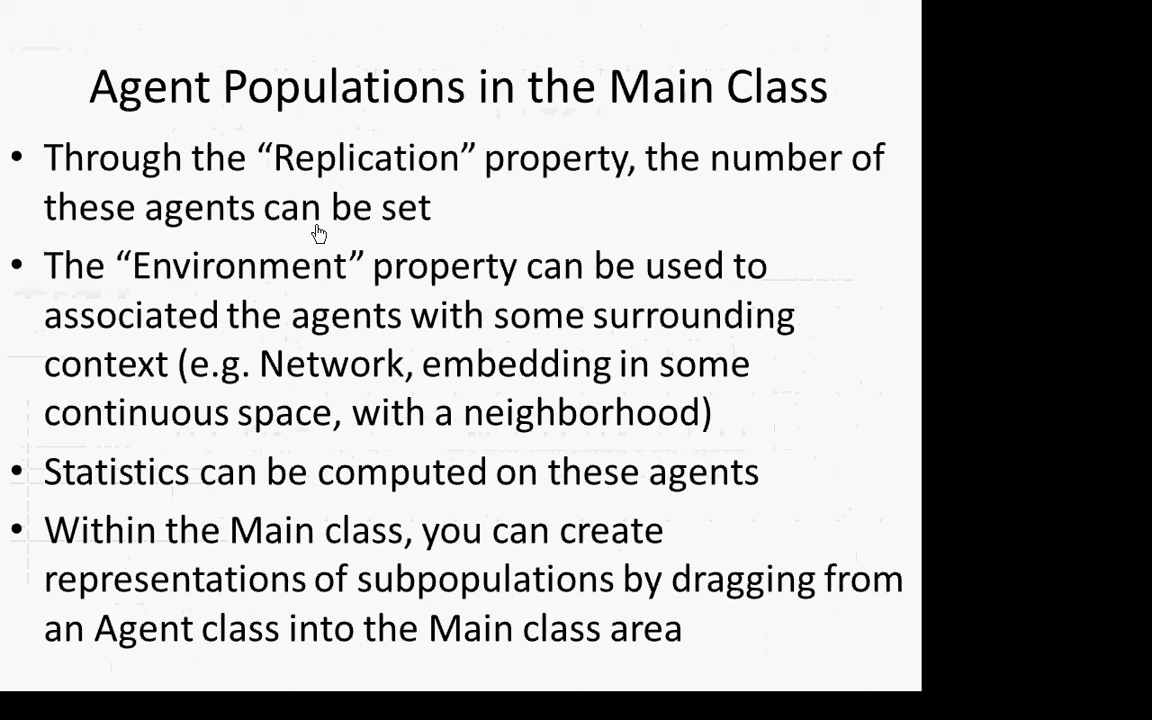 Agent Populations in the Main Class
• Through the “Replication” property, the number of
these agents can be set
• The “Environment” property can be used to
associated the agents with some surrounding
context (e.g. Network, embedding in some
continuous space, with a neighborhood)
• Statistics can be computed on these agents
• Within the Main class, you can create
representations of subpopulations by dragging from
an Agent class into the Main class area